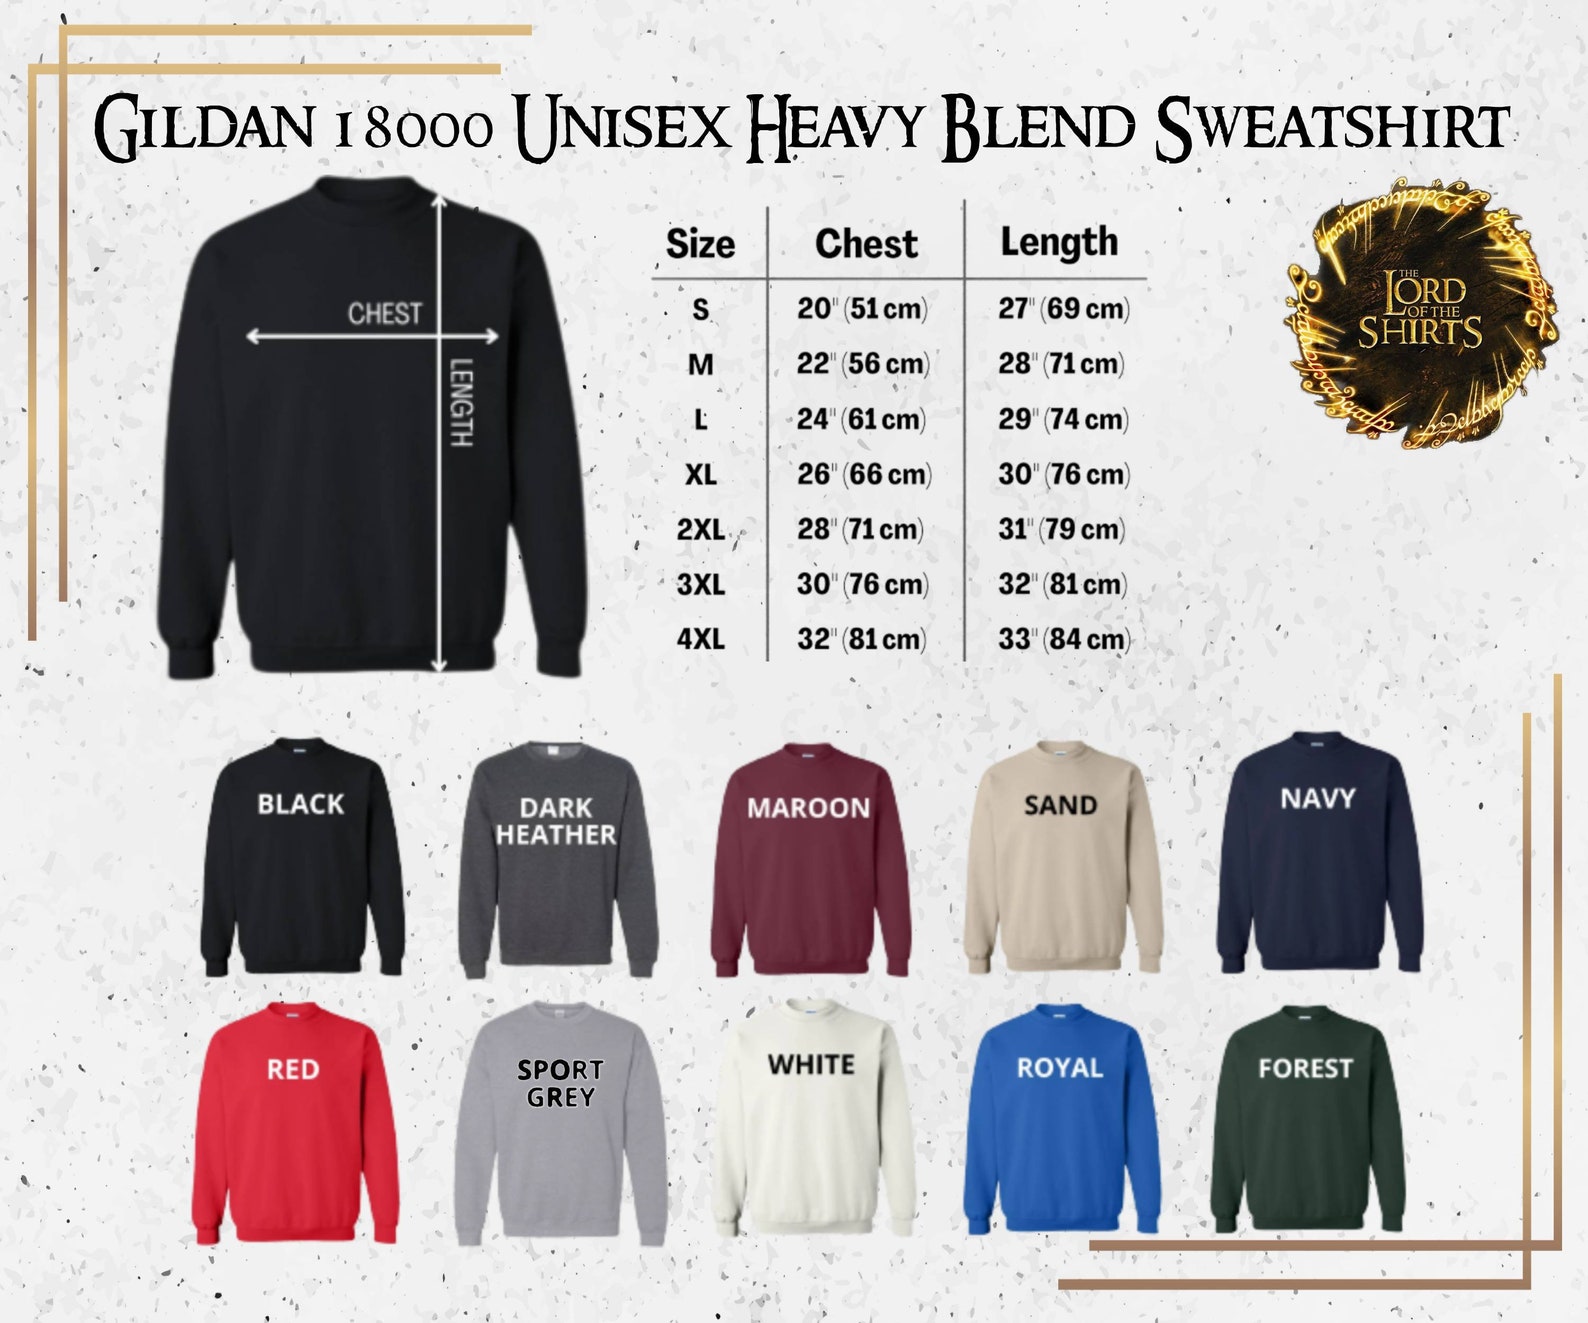 GILDAN 18000 UNISEX HEAVY BLEND SWEATSHIRT
CHEST
LENGTH
Size Chest Length
S 20" (51 cm) 27" (69 cm)
M 22" (56 cm) 28" (71 cm)
L 24" (61 cm) 29" (74 cm)
XL 26" (66 cm) 30" (76 cm)
2XL 28" (71 cm) 31" (79 cm)
3XL 30" (76 cm) 32" (81 cm)
4XL 32" (81 cm) 33" (84 cm)
THE
LORD
OF THE
SHIRTS
BLACK
DARK
HEATHER
MAROON
SAND
NAVY
RED
SPORT
GREY
WHITE
ROYAL
FOREST